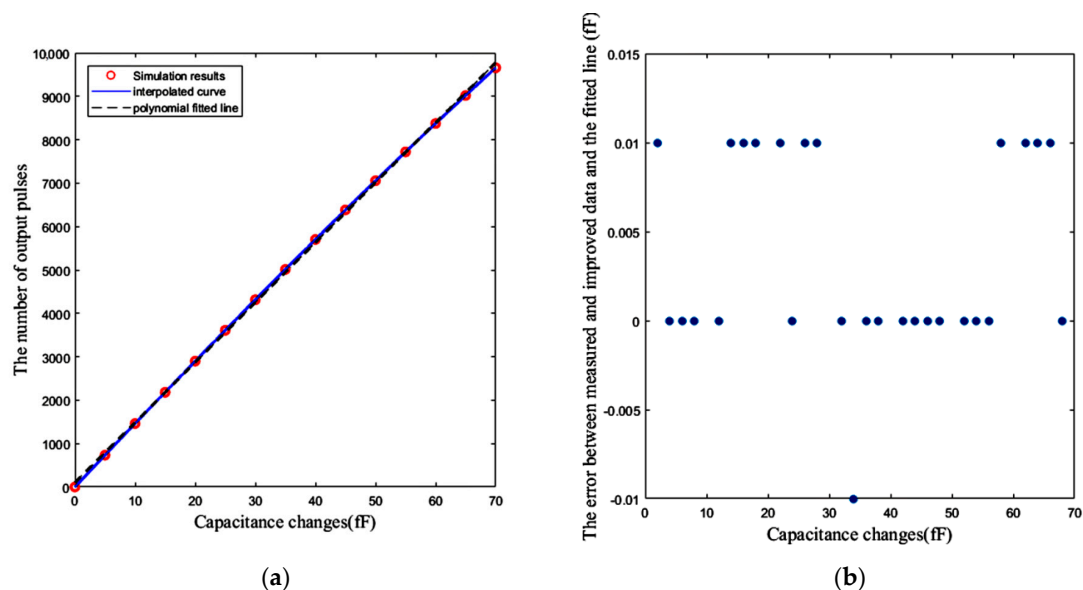 10,000
9000
8000
7000
6000
5000
4000
3000
2000
1000
0
0 10 20 30 40 50 60 70
The number of output pulses
Capacitance changes(fF)
Simulation results
interpolated curve
polynomial fitted line
(a)
The error between measured and improved data and the fitted line (fF)
0.015
0.01
0.005
0
-0.005
-0.01
0 10 20 30 40 50 60 70
Capacitance changes(fF)
(b)